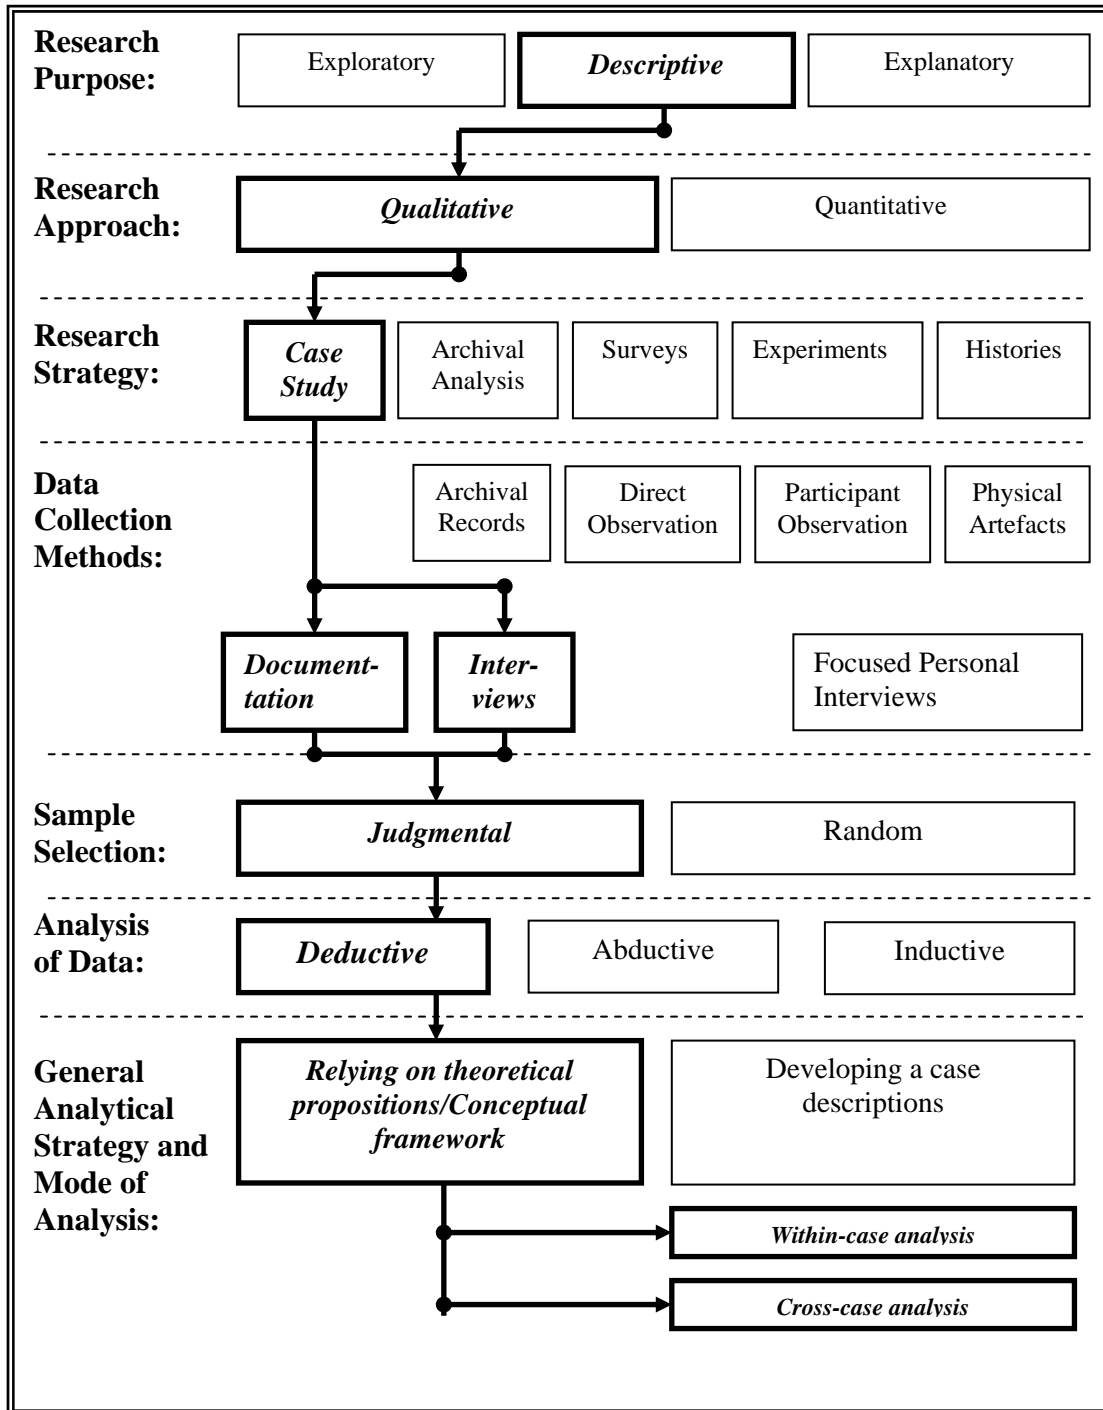 Research
Purpose:
Exploratory
Descriptive
Explanatory
Research
Approach:
Qualitative
Quantitative
Research
Strategy:
Case
Study
Archival
Analysis
Surveys
Experiments
Histories
Data
Collection
Methods:
Archival
Records
Direct
Observation
Participant
Observation
Physical
Artefacts
Document-
tation
Inter-
views
Focused Personal
Interviews
Sample
Selection:
Judgmental
Random
Analysis
of Data:
Deductive
Abductive
Inductive
General
Analytical
Strategy and
Mode of
Analysis:
Relying on theoretical
propositions/Conceptual
framework
Developing a case
descriptions
Within-case analysis
Cross-case analysis